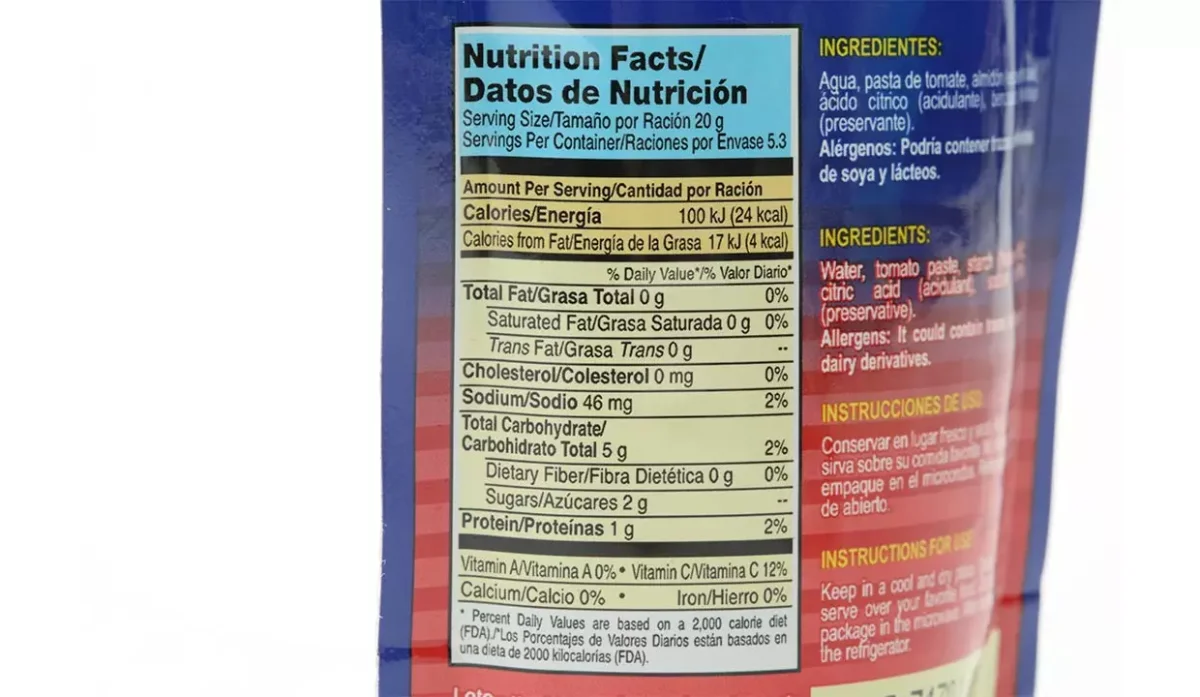 Nutrition Facts/
Datos de Nutrición
Serving Size/Tamaño por Ración 20 g
Servings Per Container/Raciones por Envase 5.3
Amount Per Serving/Cantidad por Ración
Calories/Energía 100 kJ (24 kcal)
Calories from Fat/Energía de la Grasa 17 kJ (4 kcal)
% Daily Value*/% Valor Diario*
Total Fat/Grasa Total 0 g 0%
Saturated Fat/Grasa Saturada 0 g 0%
Trans Fat/Grasa Trans 0 g --
Cholesterol/Colesterol 0 mg 0%
Sodium/Sodio 46 mg 2%
Total Carbohydrate/
Carbohidrato Total 5 g 2%
Dietary Fiber/Fibra Dietética 0 g 0%
Sugars/Azúcares 2 g --
Protein/Proteínas 1 g 2%
Vitamin A/Vitamina A 0% • Vitamin C/Vitamina C 12%
Calcium/Calcio 0% • Iron/Hierro 0%
* Percent Daily Values are based on a 2,000 calorie diet
(FDA)./*Los Porcentajes de Valores Diarios están basados en
una dieta de 2000 kilocalorías (FDA).
INGREDIENTES:
Agua, pasta de tomate, almidón
ácido cítrico (acidulante),
(preservante).
Alérgenos: Podría contener
de soya y lácteos.
INGREDIENTS:
Water, tomato paste, starch
citric acid (acidulant),
(preservative).
Allergens: It could contain
dairy derivatives.
INSTRUCCIONES DE USO
Conservar en lugar fresco y
sirva sobre su comida favorita.
empaque en el microondas.
de abierto.
INSTRUCTIONS FOR USE
Keep in a cool and dry
serve over your favorite
package in the microwave.
the refrigerator.